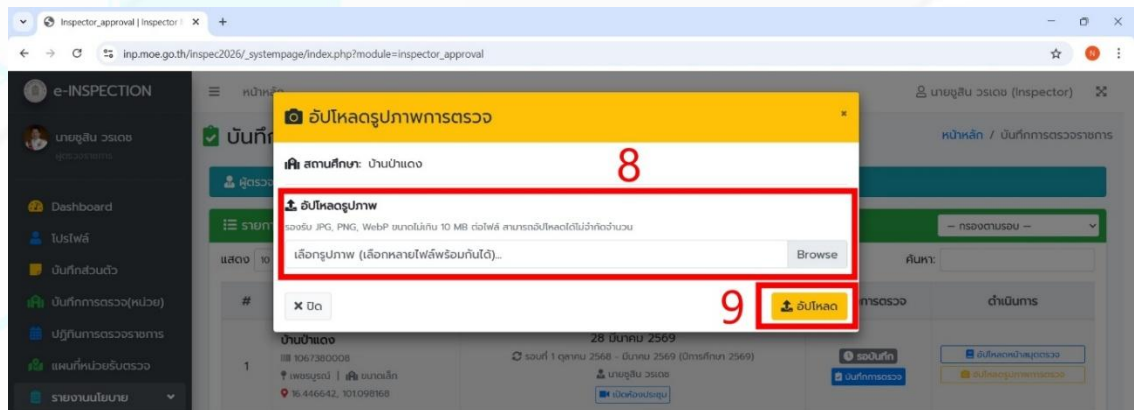 Inspector_approval | Inspector
inp.moe.go.th/inspec2026/_systempage/index.php?module=inspector_approval
N
e-INSPECTION
นายชูสิน วรเดช (Inspector)
อัปโหลดรูปภาพการตรวจ
นายชูสิน วรเดช
ผู้ตรวจราชการ
หน้าหลัก / บันทึกการตรวจราชการ
สถานศึกษา: บ้านป่าแดง
8
อัปโหลดรูปภาพ
รองรับ JPG, PNG, WebP ขนาดไม่เกิน 10 MB ต่อไฟล์ สามารถอัปโหลดได้ไม่จำกัดจำนวน
เลือกรูปภาพ (เลือกหลายไฟล์พร้อมกันได้)... Browse
Dashboard
โปรไฟล์
– กรองตามรอบ –
บันทึกส่วนตัว
แสดง 10
ค้นหา:
บันทึกการตรวจ(หน่วย)
# ดำเนินการ
ปิด
9
อัปโหลด
ปฏิทินการตรวจราชการ
แผนที่หน่วยรับตรวจ
รายงานนโยบาย
1
บ้านป่าแดง
1067380008
เพชรบูรณ์ | ขนาดเล็ก
16.446642, 101.098168
28 มีนาคม 2569
รอบที่ 1 ตุลาคม 2568 – มีนาคม 2569 (ปีการศึกษา 2569)
นายชูสิน วรเดช
เปิดห้องประชุม
รอบันทึก
บันทึกการตรวจ
อัปโหลดหน้าสมุดตรวจ
อัปโหลดรูปภาพการตรวจ